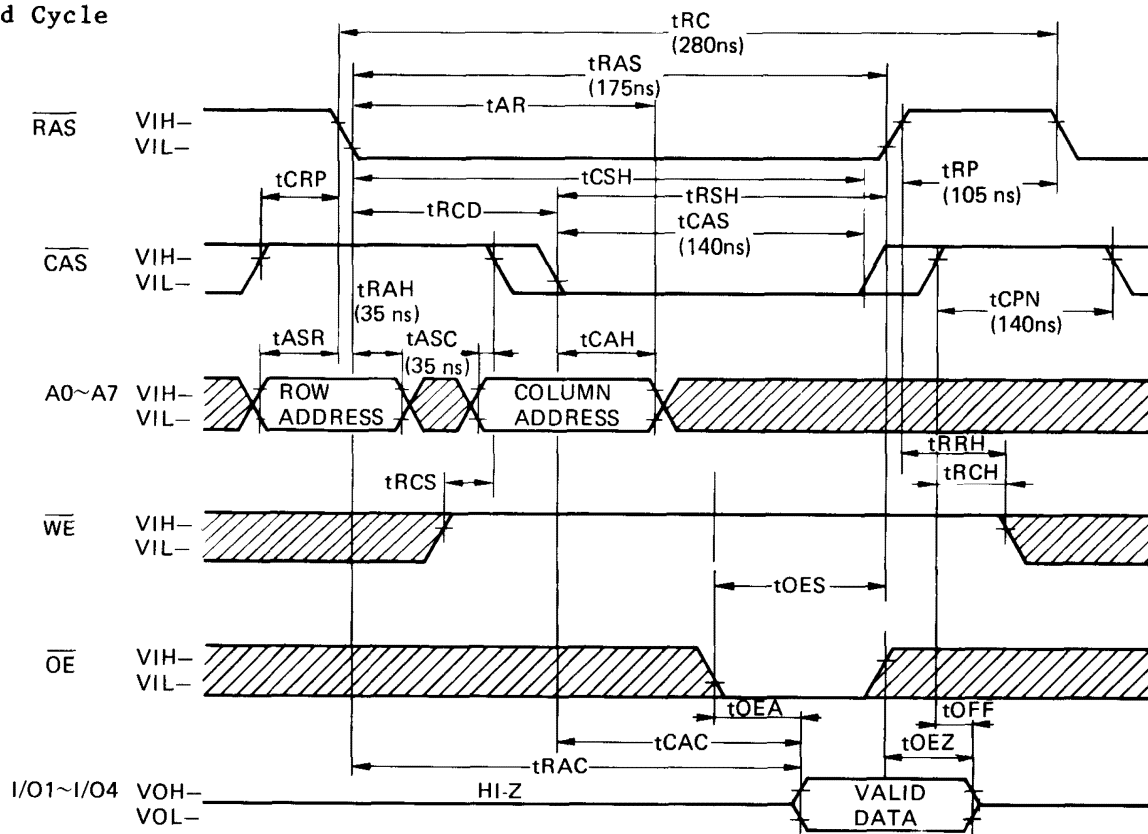 d Cycle
tRC
(280ns)
tRAS
(175ns)
tAR
RAS VIH–
VIL–
tCSH
tRP
(105 ns)
tCRP
tRSH
tRCD
tCAS
(140ns)
CAS VIH–
VIL–
tRAH
(35 ns)
tCPN
(140ns)
tASR
tASC
(35 ns)
tCAH
A0~A7 VIH–
VIL–
ROW
ADDRESS
COLUMN
ADDRESS
tRRH
tRCS
tRCH
WE VIH–
VIL–
tOES
OE VIH–
VIL–
tOEA
tOFF
tCAC
tOEZ
tRAC
I/O1~I/O4 VOH–
VOL–
HI-Z
VALID
DATA